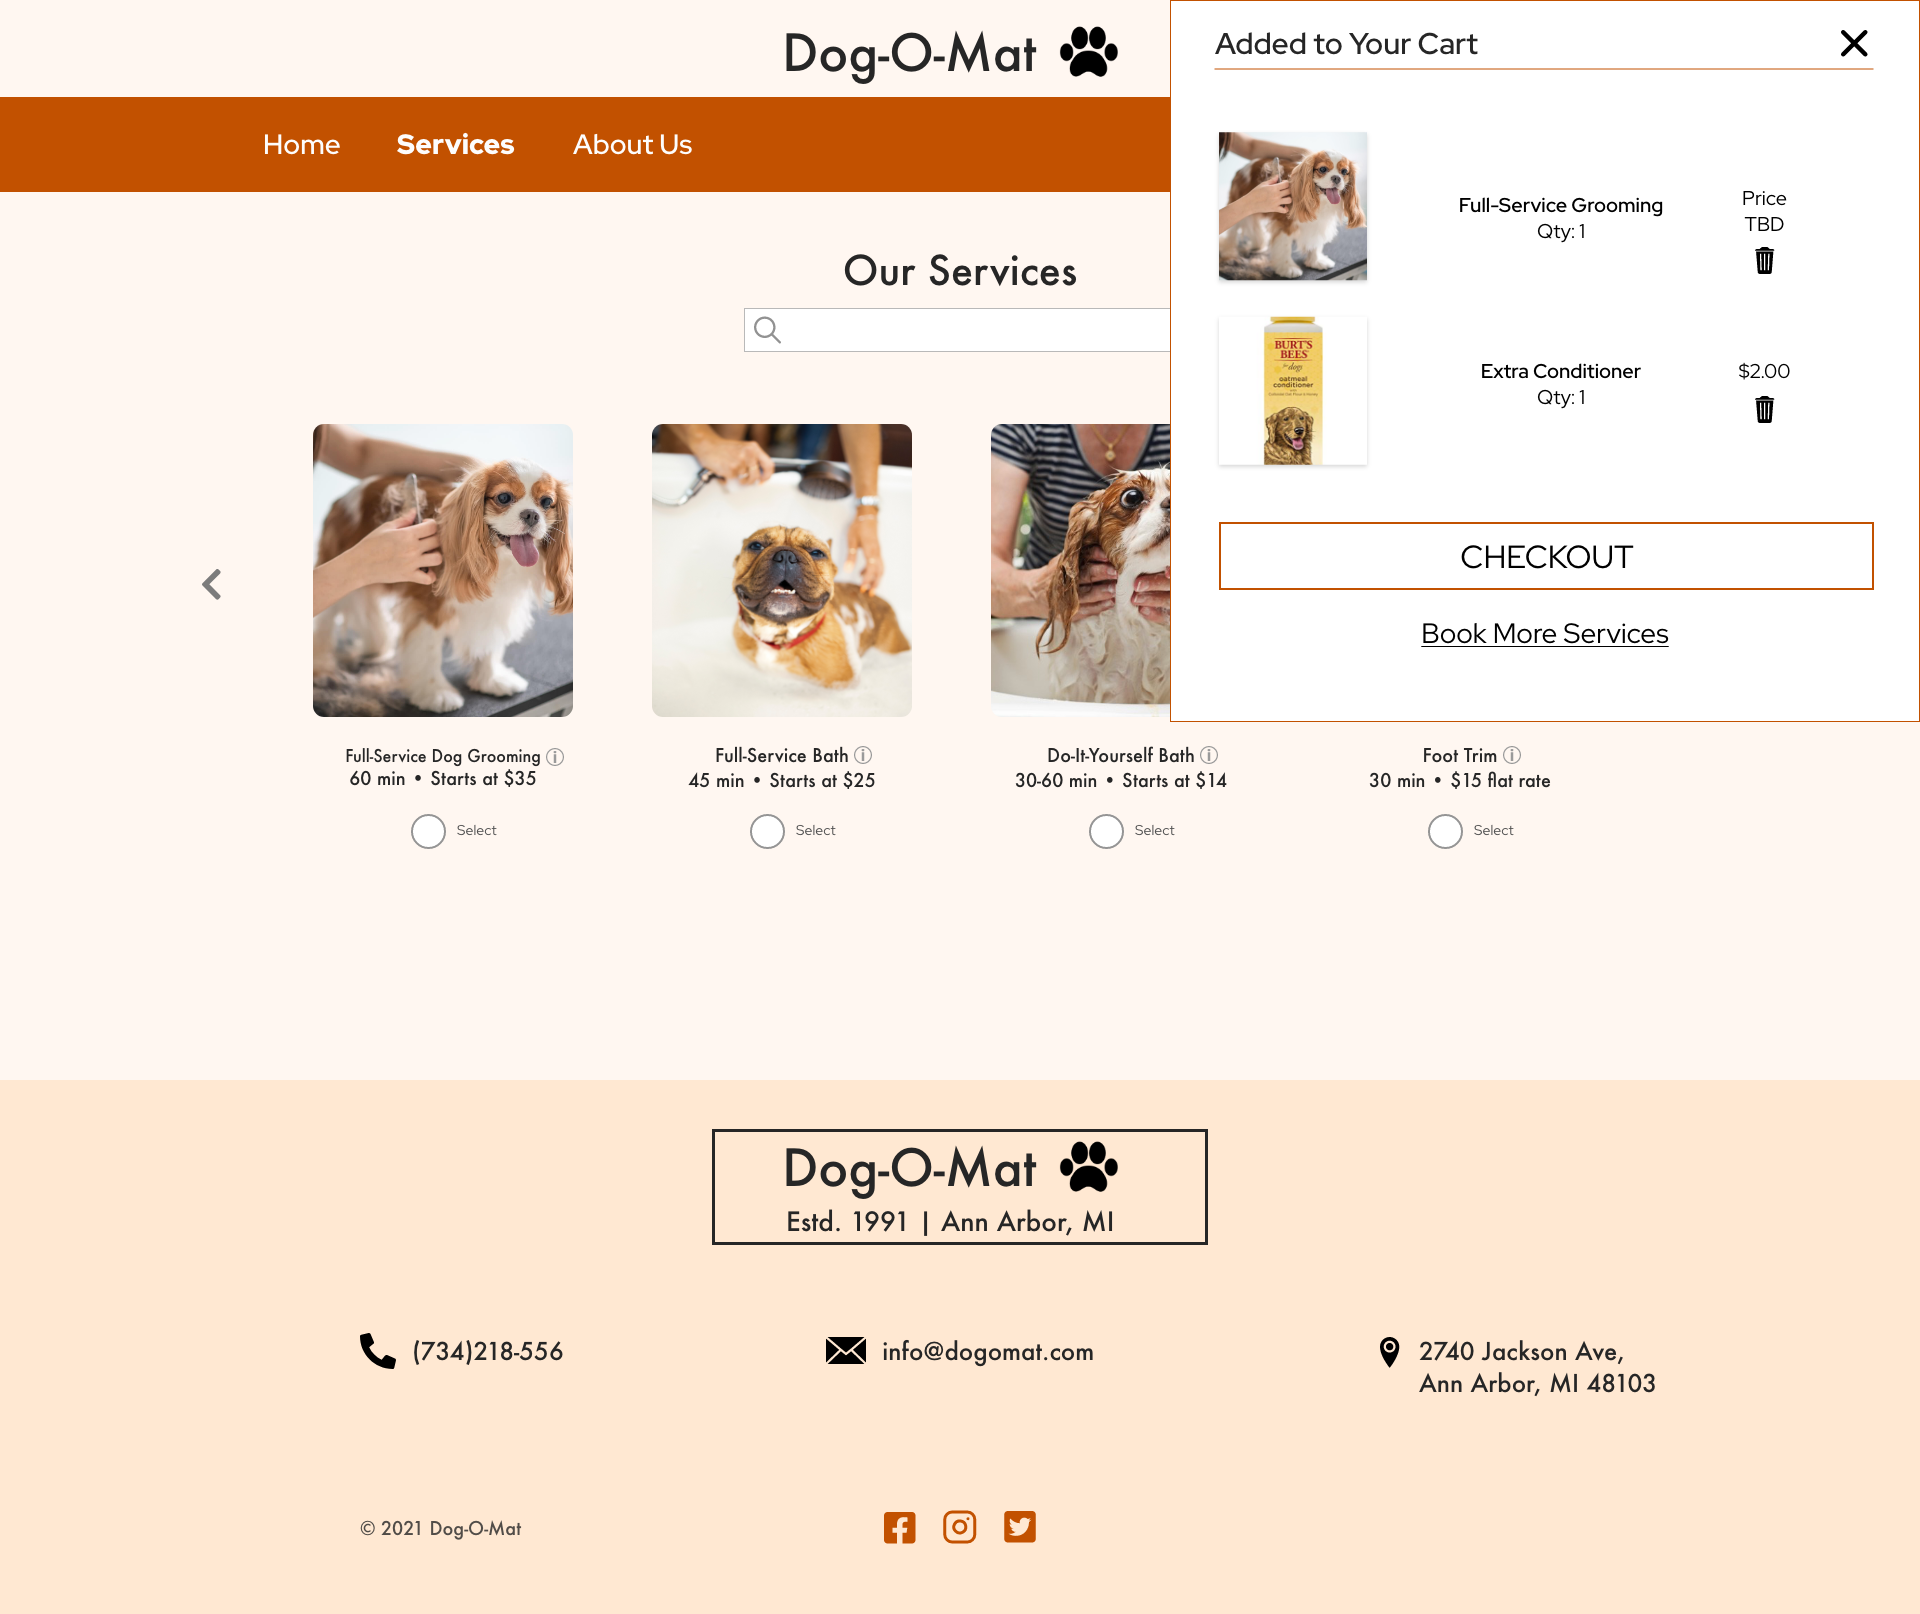 Dog-O-Mat
Added to Your Cart
Home
Services
About Us
Full-Service Grooming
Qty: 1
Price
TBD
Our Services
BURT'S
BEES
for dogs
oatmeal
conditioner
Extra Conditioner
Qty: 1
$2.00
CHECKOUT
Book More Services
Full-Service Dog Grooming
60 min • Starts at $35
Select
Full-Service Bath
45 min • Starts at $25
Select
Do-It-Yourself Bath
30-60 min • Starts at $14
Select
Foot Trim
30 min • $15 flat rate
Select
Dog-O-Mat
Estd. 1991 | Ann Arbor, MI
(734)218-556
info@dogomat.com
2740 Jackson Ave,
Ann Arbor, MI 48103
© 2021 Dog-O-Mat